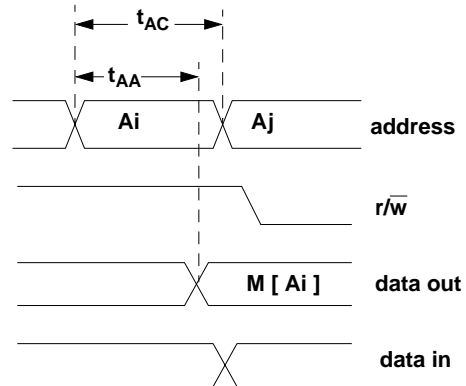 tAC
tAA
Ai Aj address
r/w̅
M [ Ai ] data out
data in